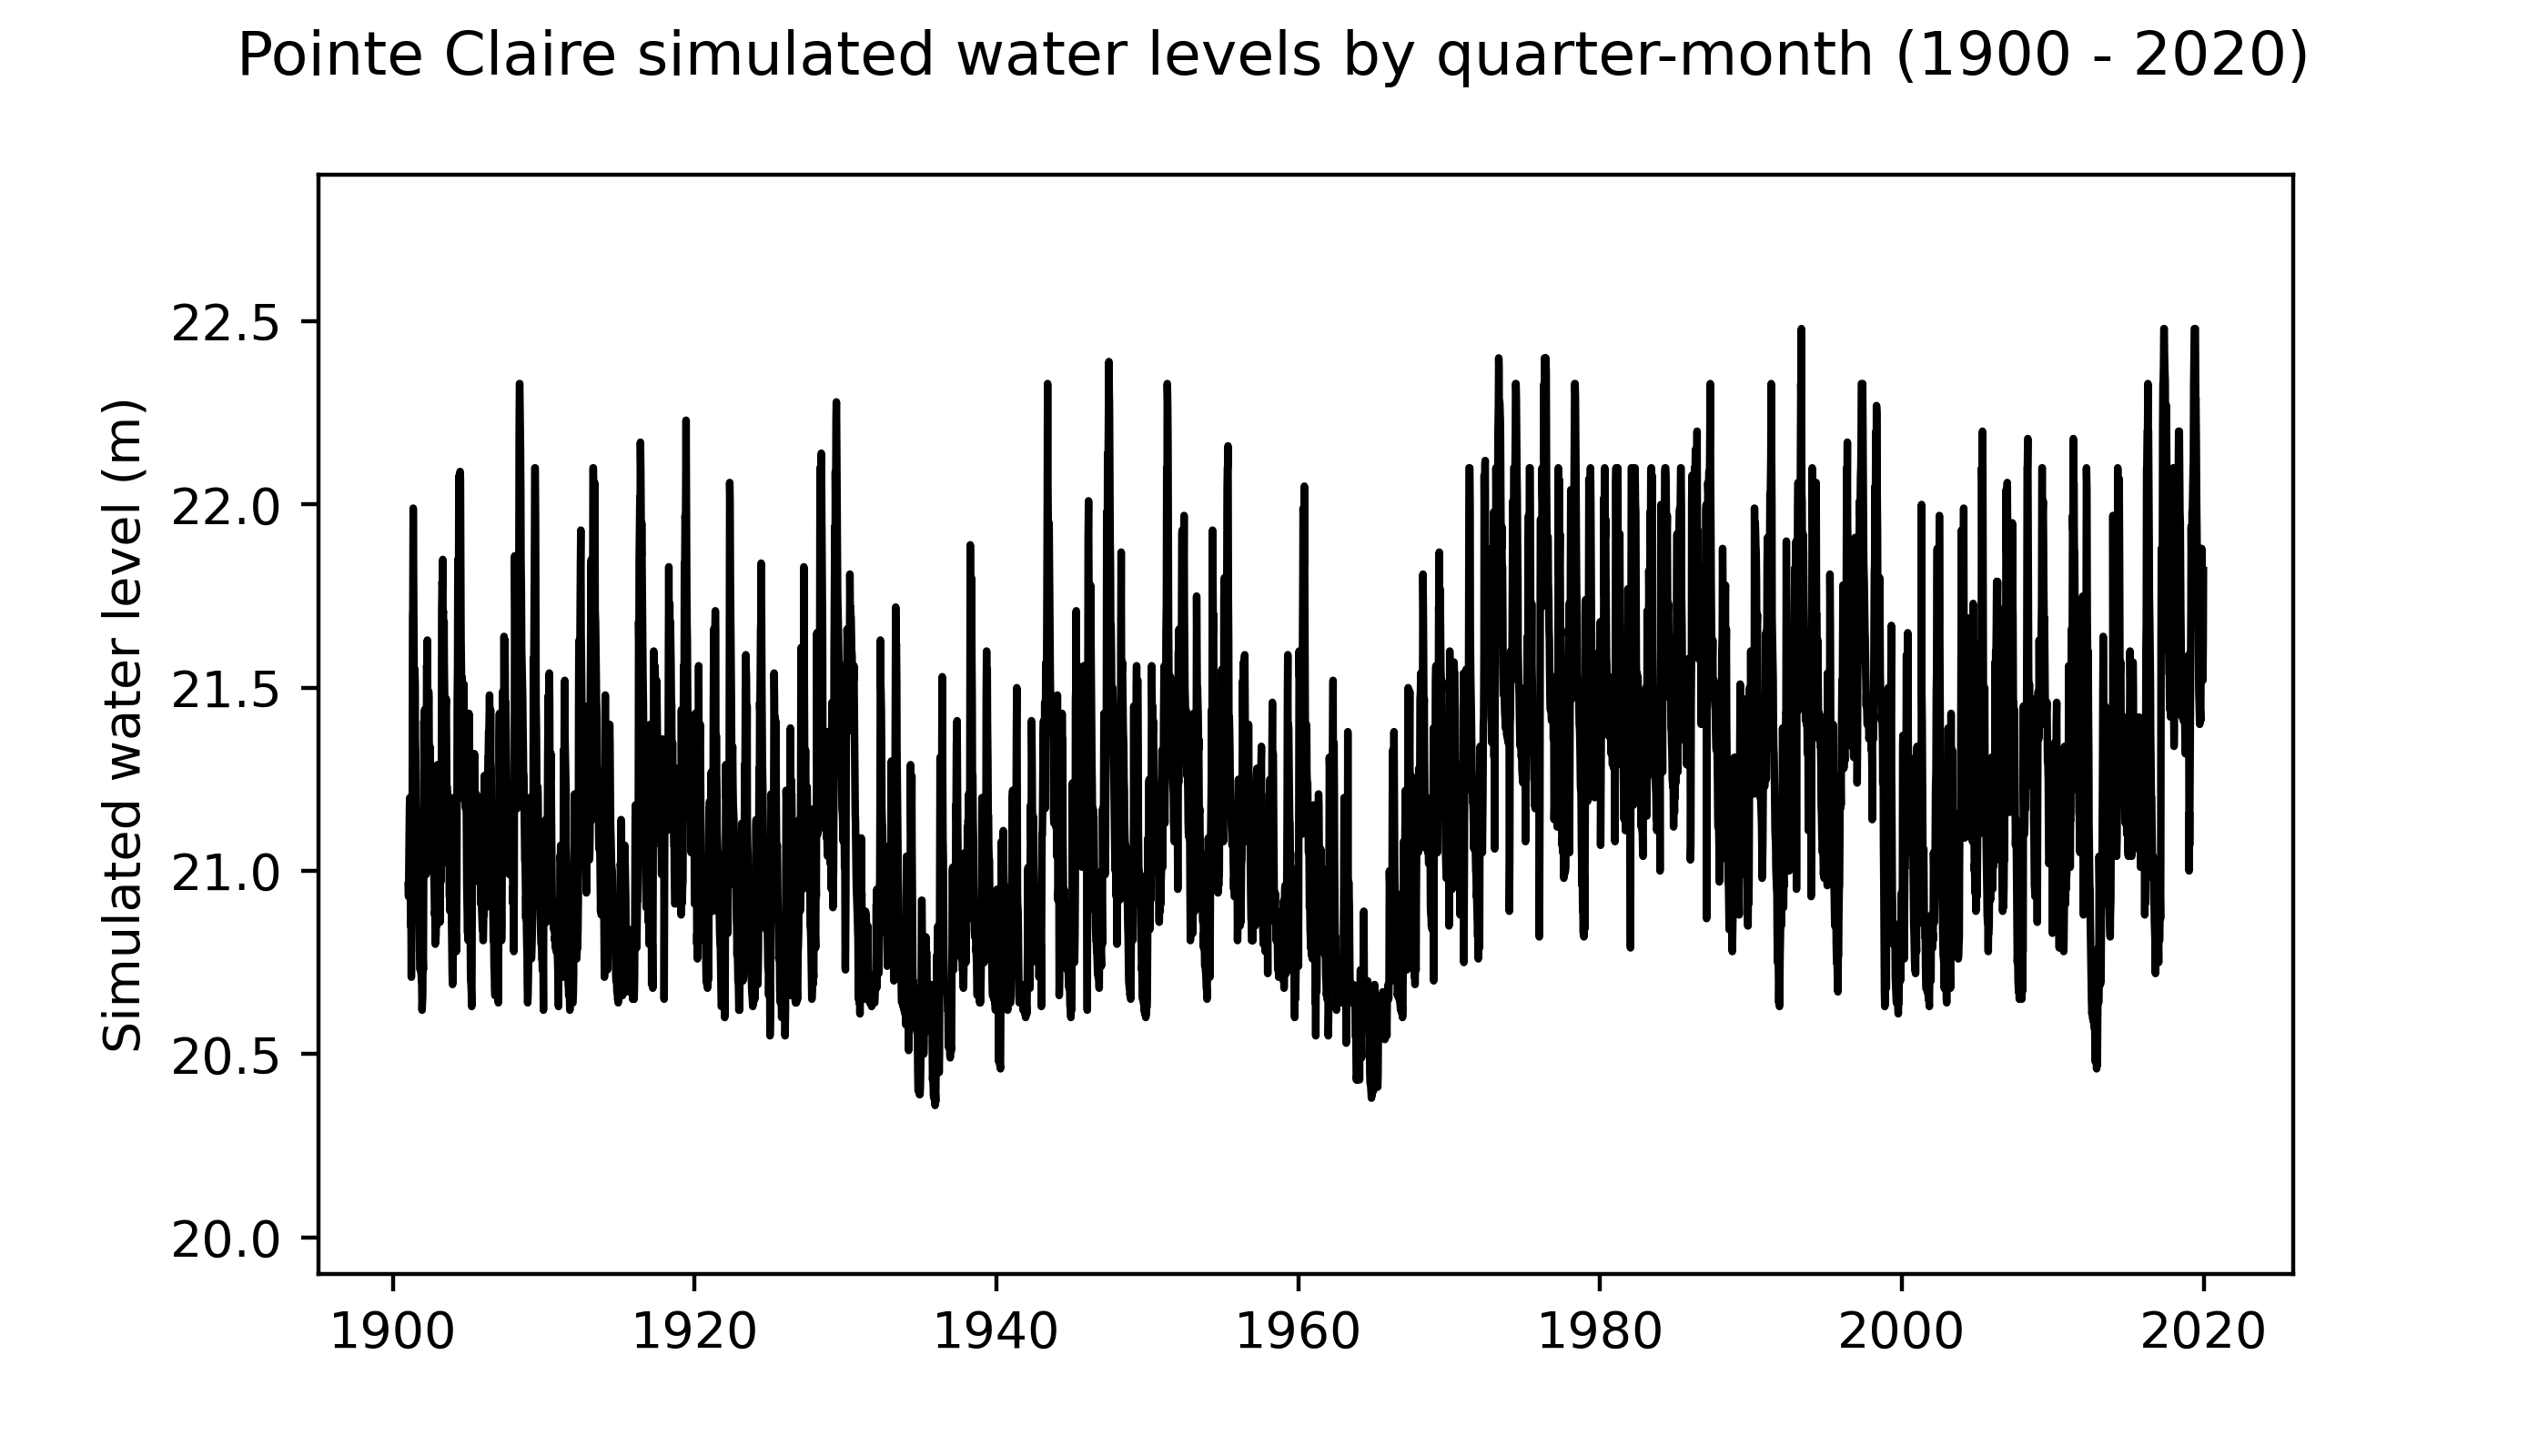 Pointe Claire simulated water levels by quarter-month (1900 - 2020)
Simulated water level (m)
22.5
22.0
21.5
21.0
20.5
20.0
1900 1920 1940 1960 1980 2000 2020